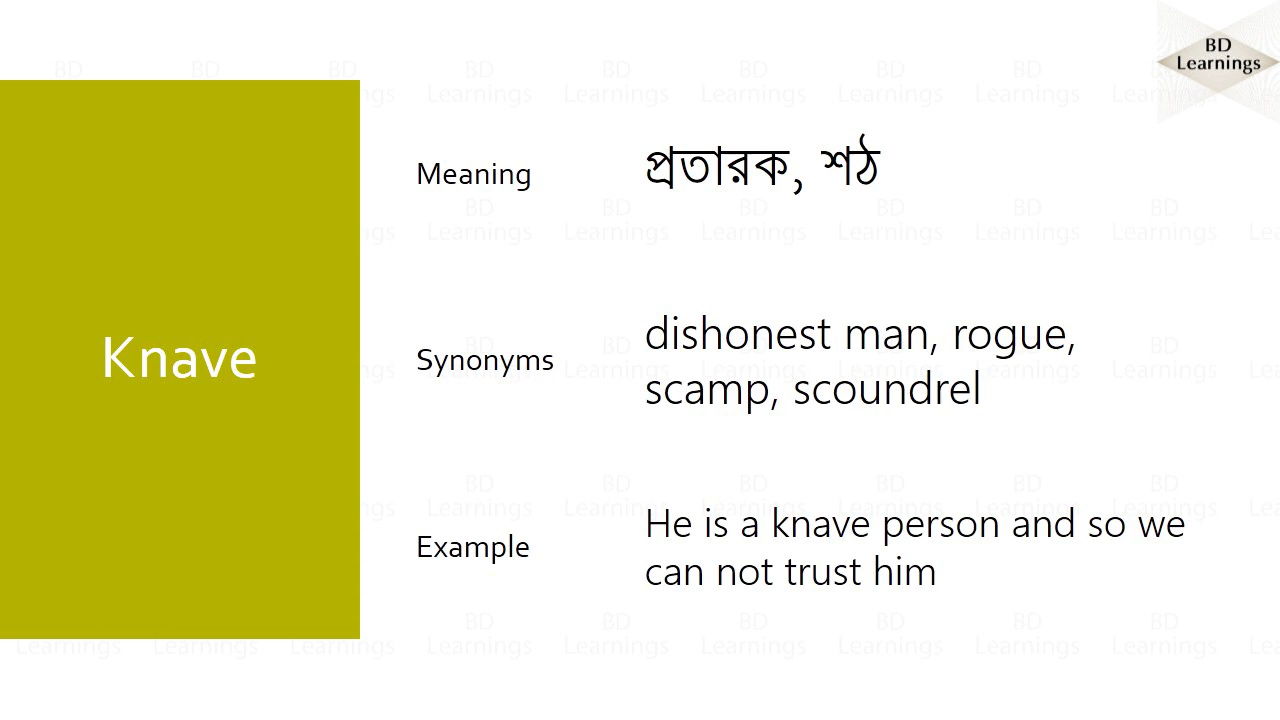 BD
Learnings
Knave
Meaning
প্রতারক, শঠ
Synonyms
dishonest man, rogue,
scamp, scoundrel
Example
He is a knave person and so we
can not trust him